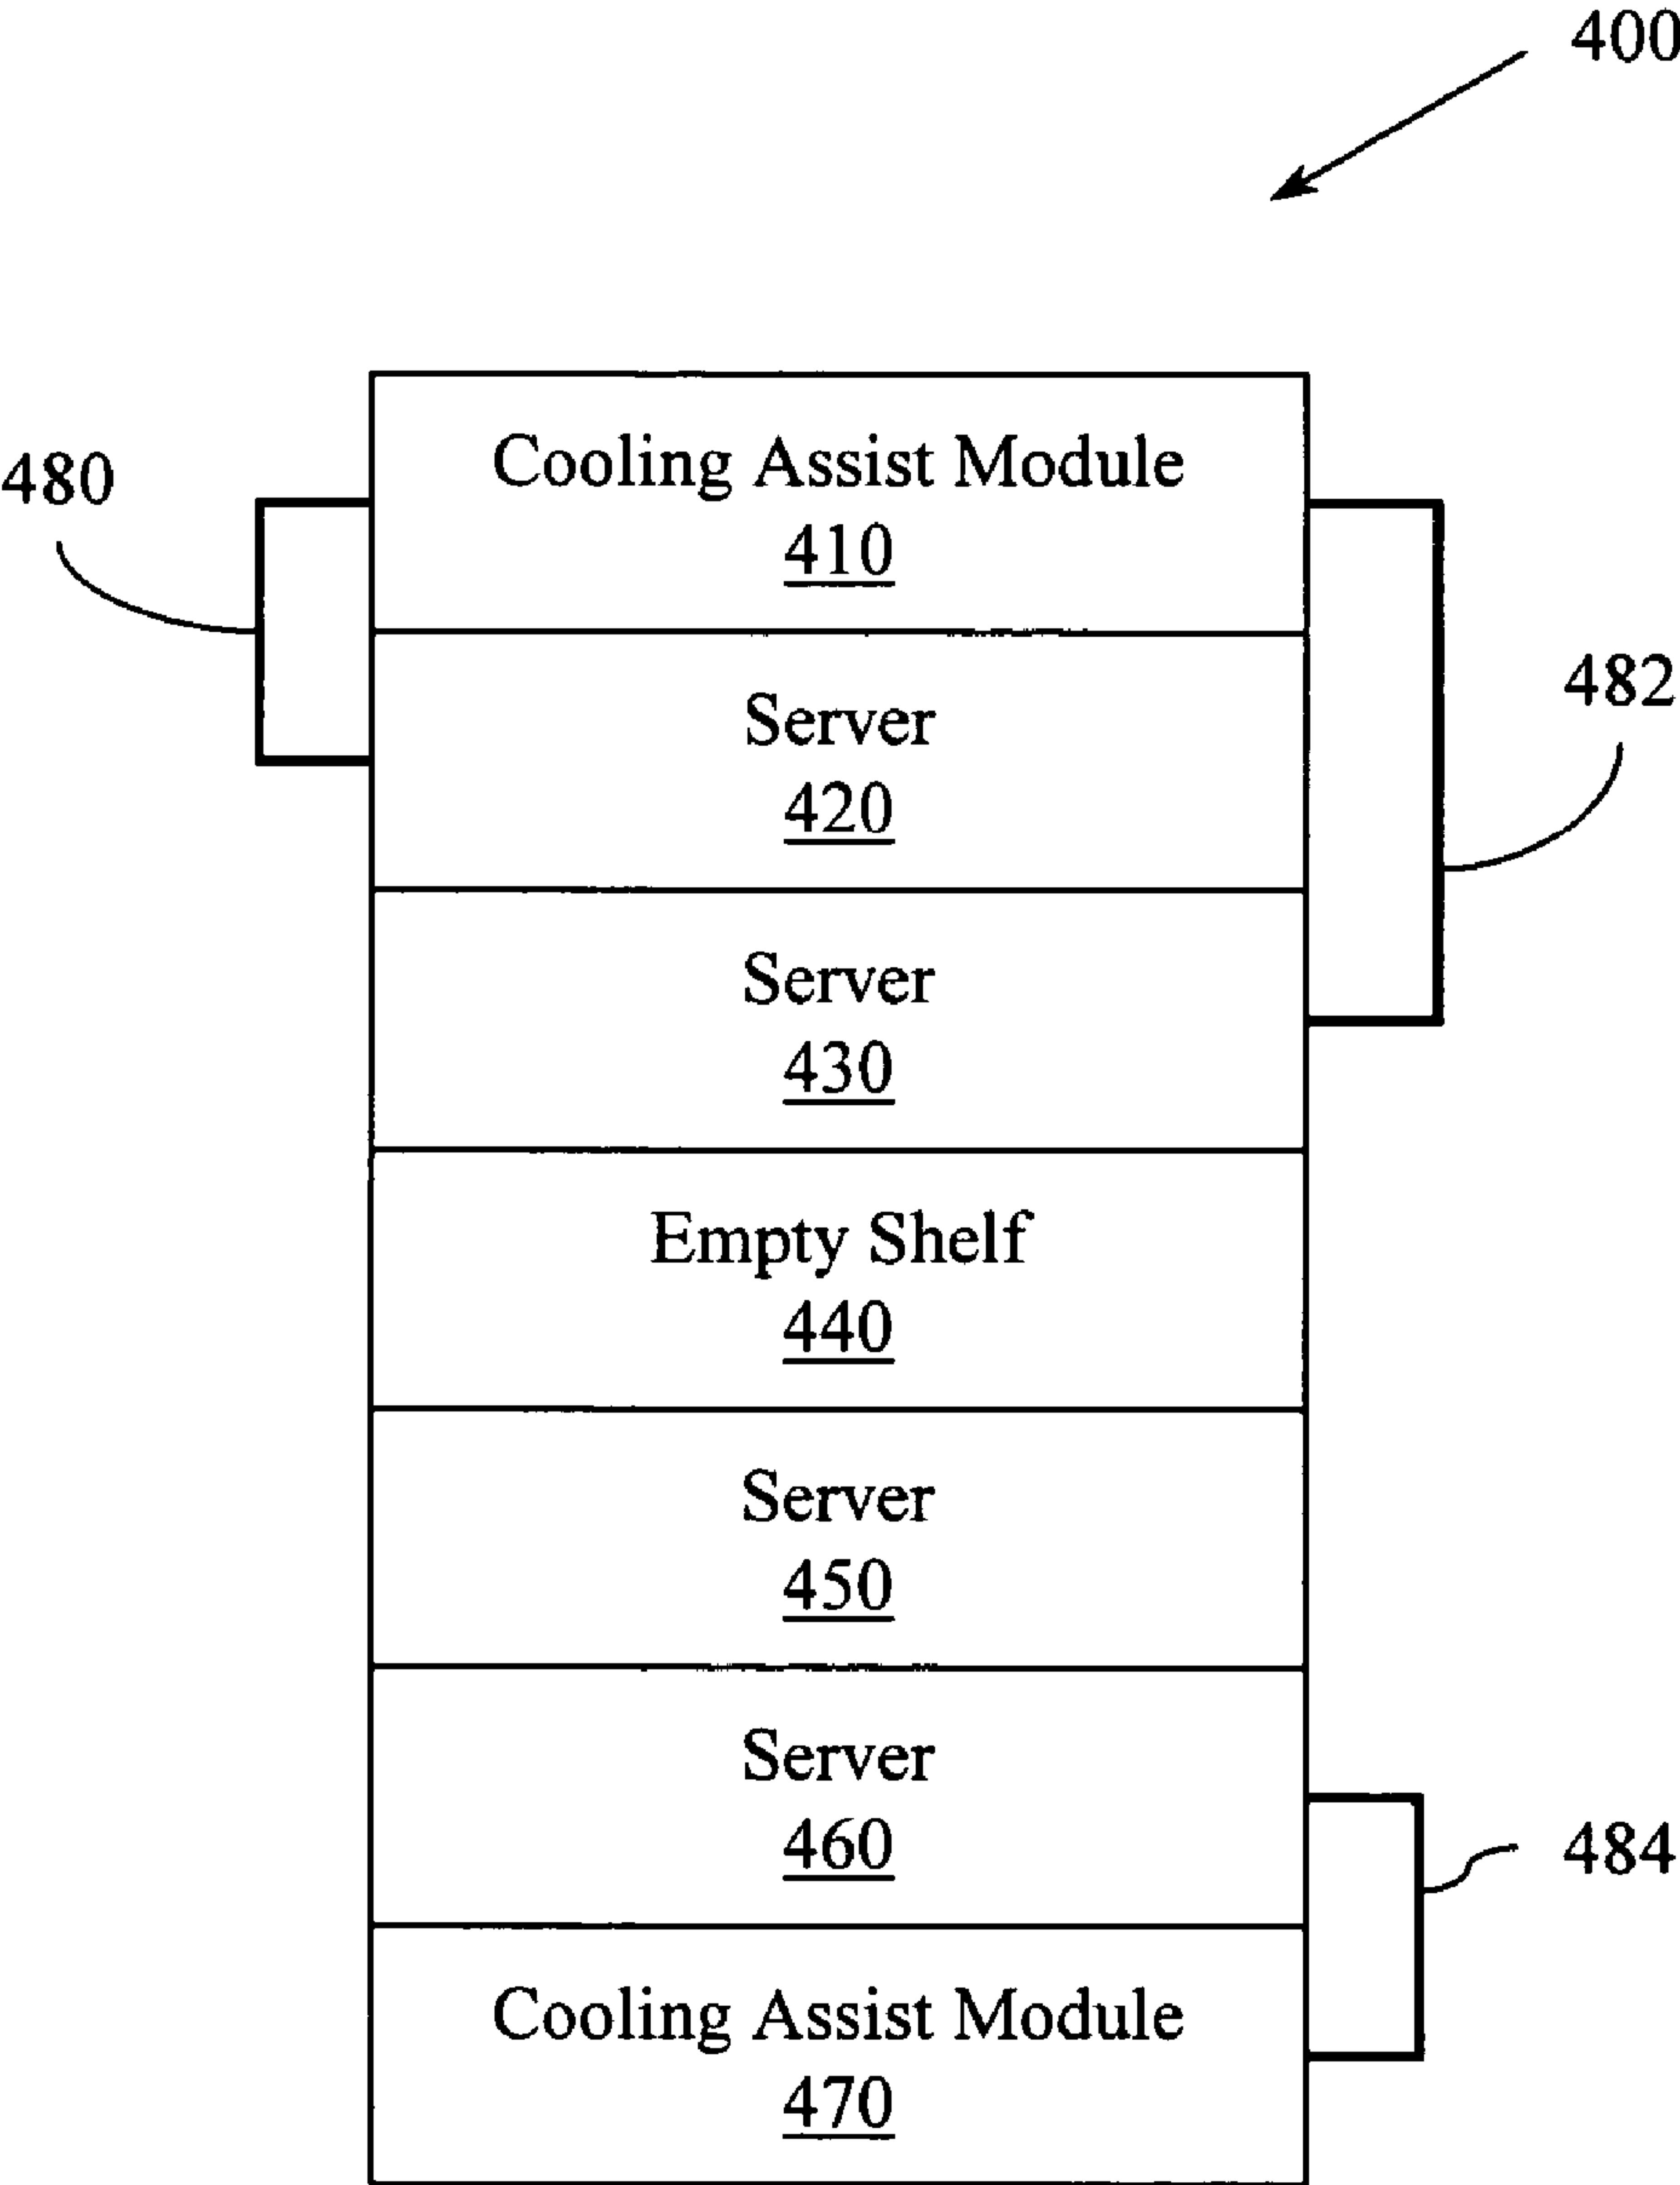 400
Cooling Assist Module
410
480
Server
420
482
Server
430
Empty Shelf
440
Server
450
Server
460
484
Cooling Assist Module
470